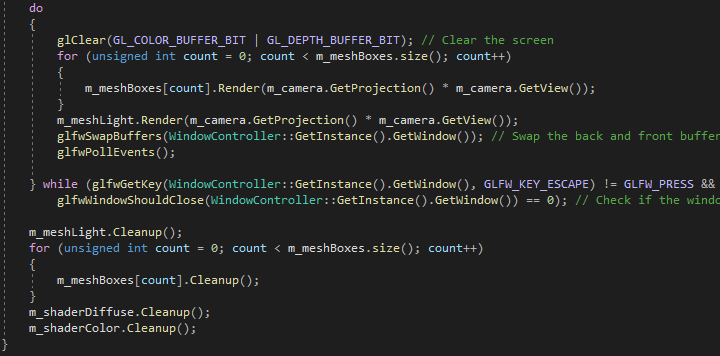 do
{
glClear(GL_COLOR_BUFFER_BIT | GL_DEPTH_BUFFER_BIT); // Clear the screen
for (unsigned int count = 0; count < m_meshBoxes.size(); count++)
{
m_meshBoxes[count].Render(m_camera.GetProjection() * m_camera.GetView());
}
m_meshLight.Render(m_camera.GetProjection() * m_camera.GetView());
glfwSwapBuffers(WindowController::GetInstance().GetWindow()); // Swap the back and front buffer
glfwPollEvents();
} while (glfwGetKey(WindowController::GetInstance().GetWindow(), GLFW_KEY_ESCAPE) != GLFW_PRESS &&
glfwWindowShouldClose(WindowController::GetInstance().GetWindow()) == 0); // Check if the windo
m_meshLight.Cleanup();
for (unsigned int count = 0; count < m_meshBoxes.size(); count++)
{
m_meshBoxes[count].Cleanup();
}
m_shaderDiffuse.Cleanup();
m_shaderColor.Cleanup();
}